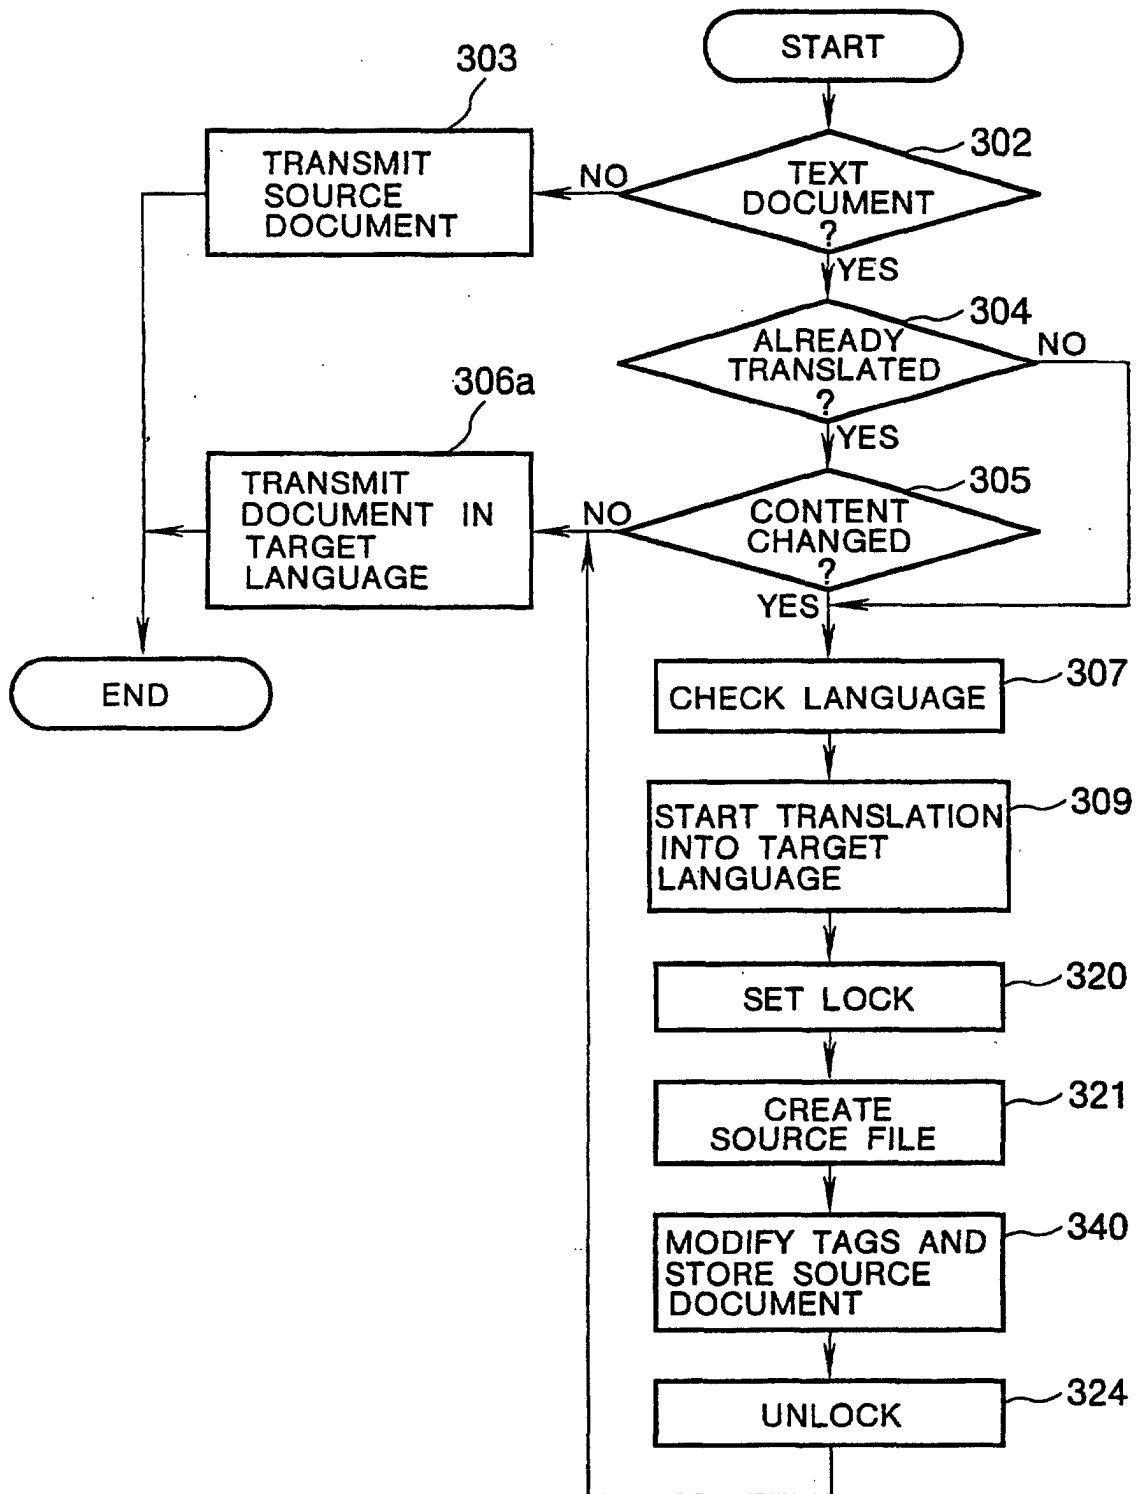 START
303
302
TRANSMIT
SOURCE
DOCUMENT
NO
TEXT
DOCUMENT
?
YES
304
ALREADY
TRANSLATED
?
NO
306a
YES
305
TRANSMIT
DOCUMENT IN
TARGET
LANGUAGE
NO
CONTENT
CHANGED
?
YES
END
307
CHECK LANGUAGE
309
START TRANSLATION
INTO TARGET
LANGUAGE
320
SET LOCK
321
CREATE
SOURCE FILE
340
MODIFY TAGS AND
STORE SOURCE
DOCUMENT
324
UNLOCK